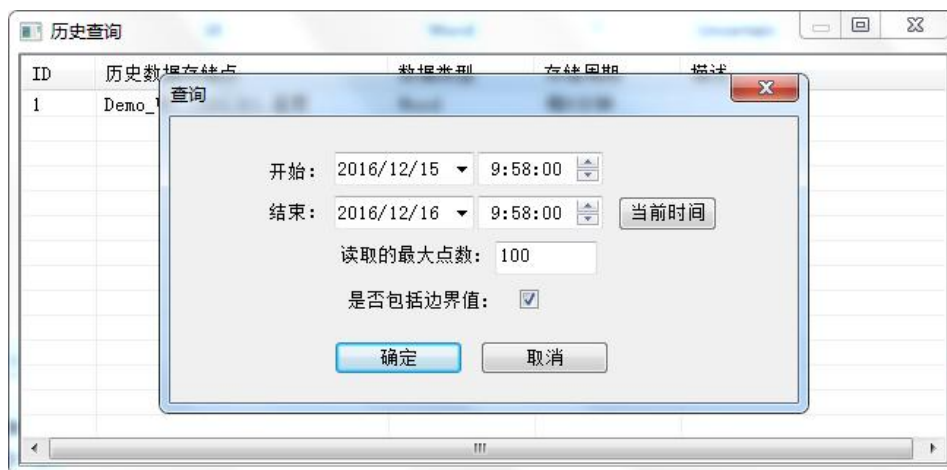 历史查询
ID 历史数据存储点 数据类型 存储周期 描述
1 Demo_
查询
开始： 2016/12/15 9:58:00
结束： 2016/12/16 9:58:00 当前时间
读取的最大点数： 100
是否包括边界值：
确定 取消